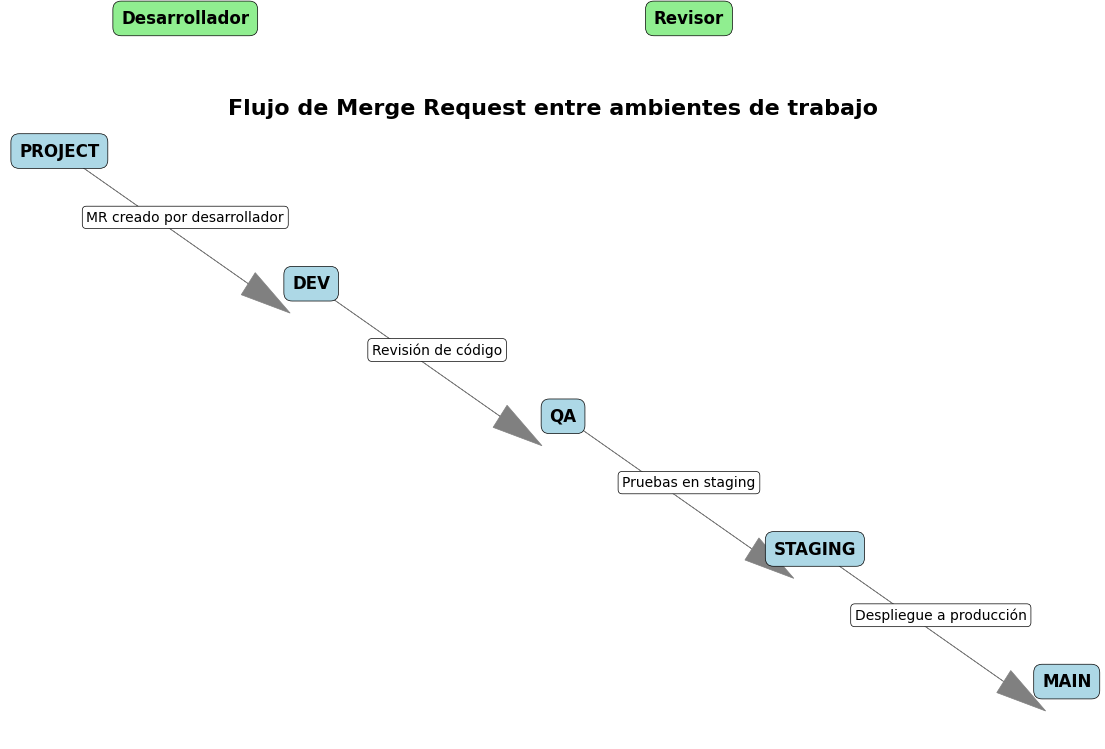 Desarrollador
Revisor
Flujo de Merge Request entre ambientes de trabajo
PROJECT
MR creado por desarrollador
DEV
Revisión de código
QA
Pruebas en staging
STAGING
Despliegue a producción
MAIN